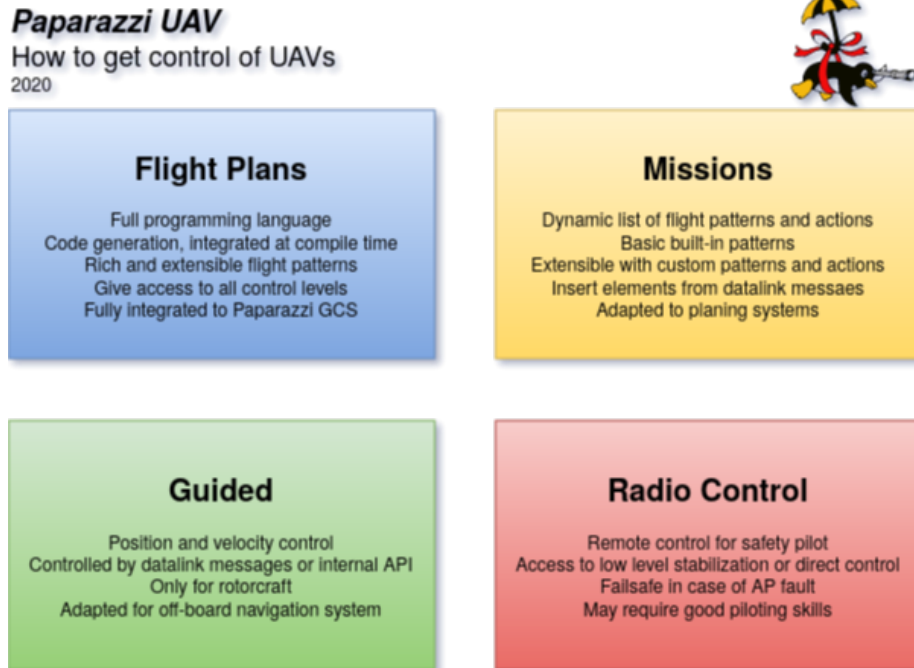 Paparazzi UAV
How to get control of UAVs
2020
Flight Plans
Full programming language
Code generation, integrated at compile time
Rich and extensible flight patterns
Give access to all control levels
Fully integrated to Paparazzi GCS
Missions
Dynamic list of flight patterns and actions
Basic built-in patterns
Extensible with custom patterns and actions
Insert elements from datalink messaes
Adapted to planing systems
Guided
Position and velocity control
Controlled by datalink messages or internal API
Only for rotorcraft
Adapted for off-board navigation system
Radio Control
Remote control for safety pilot
Access to low level stabilization or direct control
Failsafe in case of AP fault
May require good piloting skills